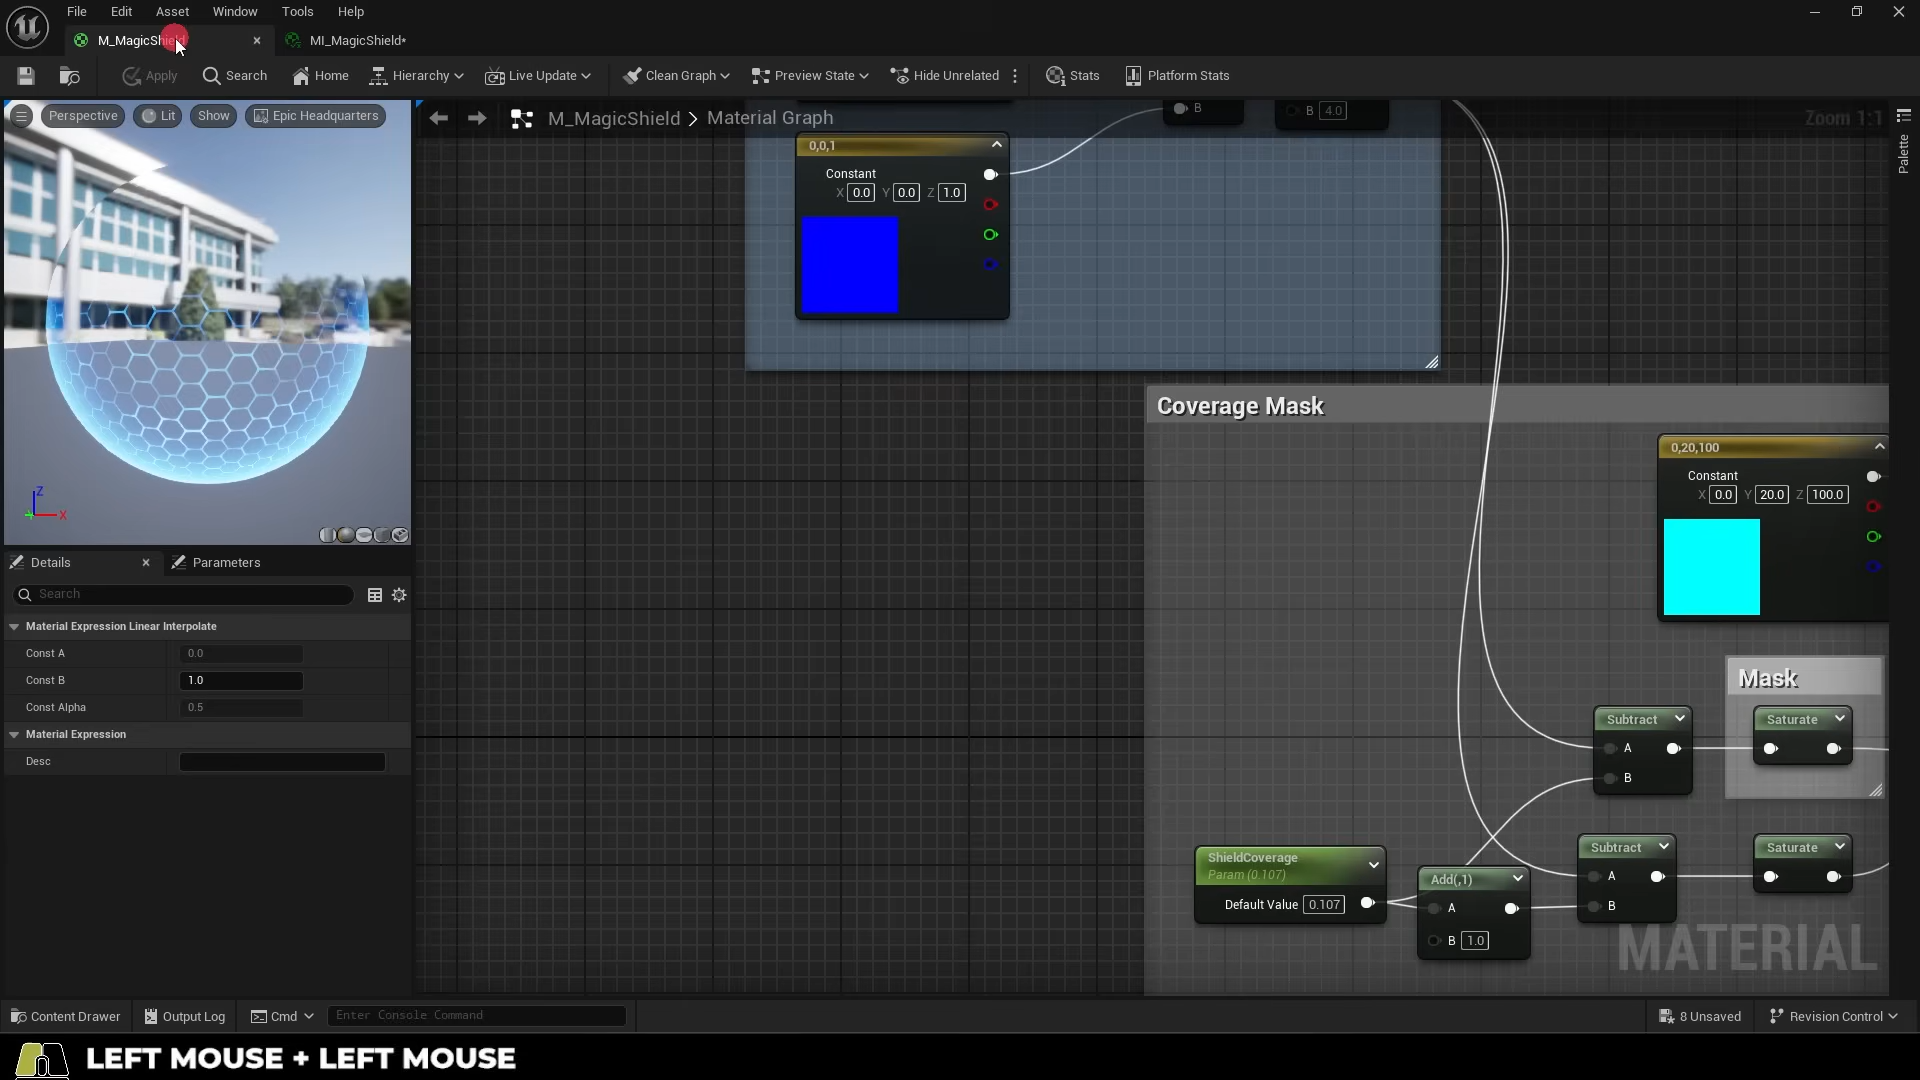 File Edit Asset Window Tools Help
M_MagicShield MI_MagicShield*
Apply Search Home Hierarchy Live Update Clean Graph Preview State Hide Unrelated Stats Platform Stats
Perspective Lit Show Epic Headquarters
M_MagicShield > Material Graph
Zoom 1:1
Palette
B
B 4.0
0,0,1
Constant
X 0.0 Y 0.0 Z 1.0
Coverage Mask
0,20,100
Constant
X 0.0 Y 20.0 Z 100.0
Z
X
Details Parameters
Search
Material Expression Linear Interpolate
Const A 0.0
Const B 1.0
Const Alpha 0.5
Material Expression
Desc
Mask
Subtract
A
B
Saturate
ShieldCoverage
Param (0.107)
Default Value 0.107
Add(,1)
A
B 1.0
Subtract
A
B
Saturate
MATERIAL
Content Drawer Output Log Cmd Enter Console Command 8 Unsaved Revision Control
LEFT MOUSE + LEFT MOUSE